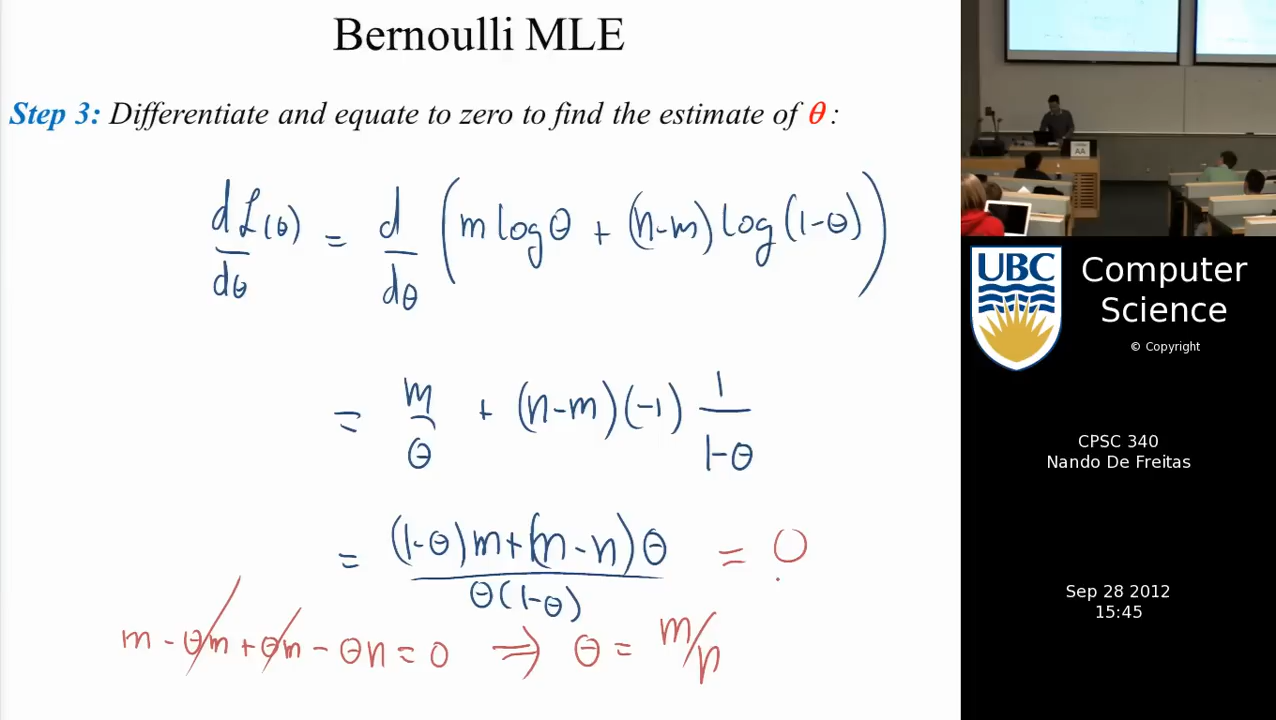 Bernoulli MLE
Step 3: Differentiate and equate to zero to find the estimate of θ :
dL(θ)/dθ = d/dθ (m log θ + (n-m) log (1-θ))
= m/θ + (n-m)(-1) 1/1-θ
= (1-θ)m+(m-n)θ / θ(1-θ) = 0
m - θm + θm - θn = 0 ⇒ θ = m/n
AA
UBC
Computer
Science
© Copyright
CPSC 340
Nando De Freitas
Sep 28 2012
15:45